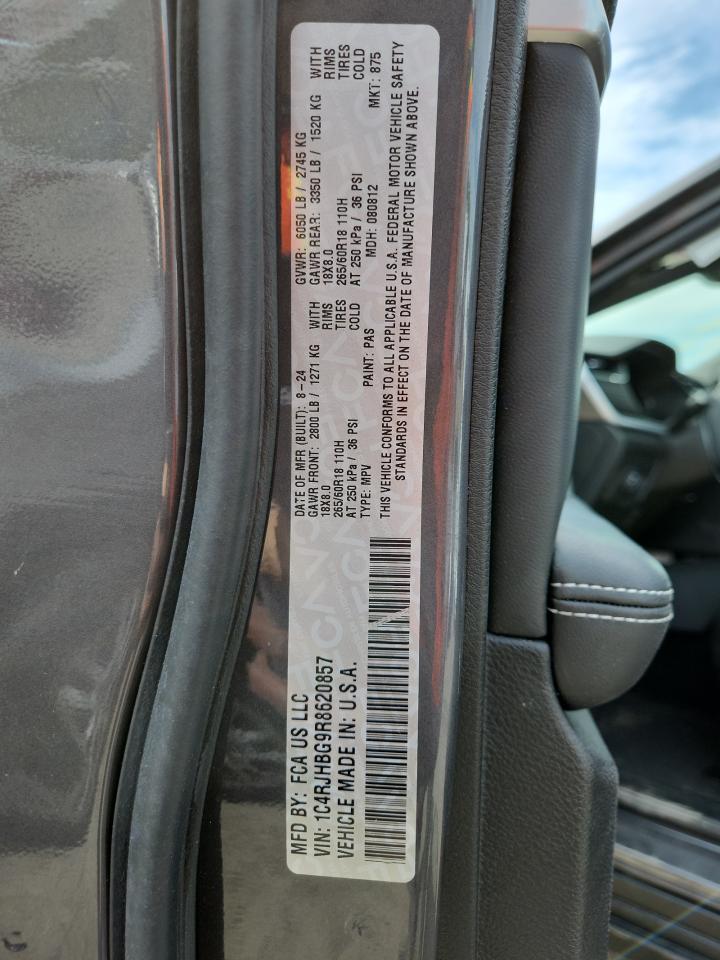 MFD BY: FCA US LLC
VIN: 1C4RJHBG9R8620857
VEHICLE MADE IN: U.S.A.
DATE OF MFR (BUILT): 8-24 GVWR: 6050 LB / 2745 KG
GAWR FRONT: 2800 LB / 1271 KG WITH GAWR REAR: 3350 LB / 1520 KG WITH
18X8.0 RIMS 18X8.0 RIMS
265/60R18 110H TIRES 265/60R18 110H TIRES
AT 250 kPa / 36 PSI COLD AT 250 kPa / 36 PSI COLD
TYPE: MPV PAINT: PAS MDH: 080812 MKT: 875
THIS VEHICLE CONFORMS TO ALL APPLICABLE U.S.A. FEDERAL MOTOR VEHICLE SAFETY
STANDARDS IN EFFECT ON THE DATE OF MANUFACTURE SHOWN ABOVE.